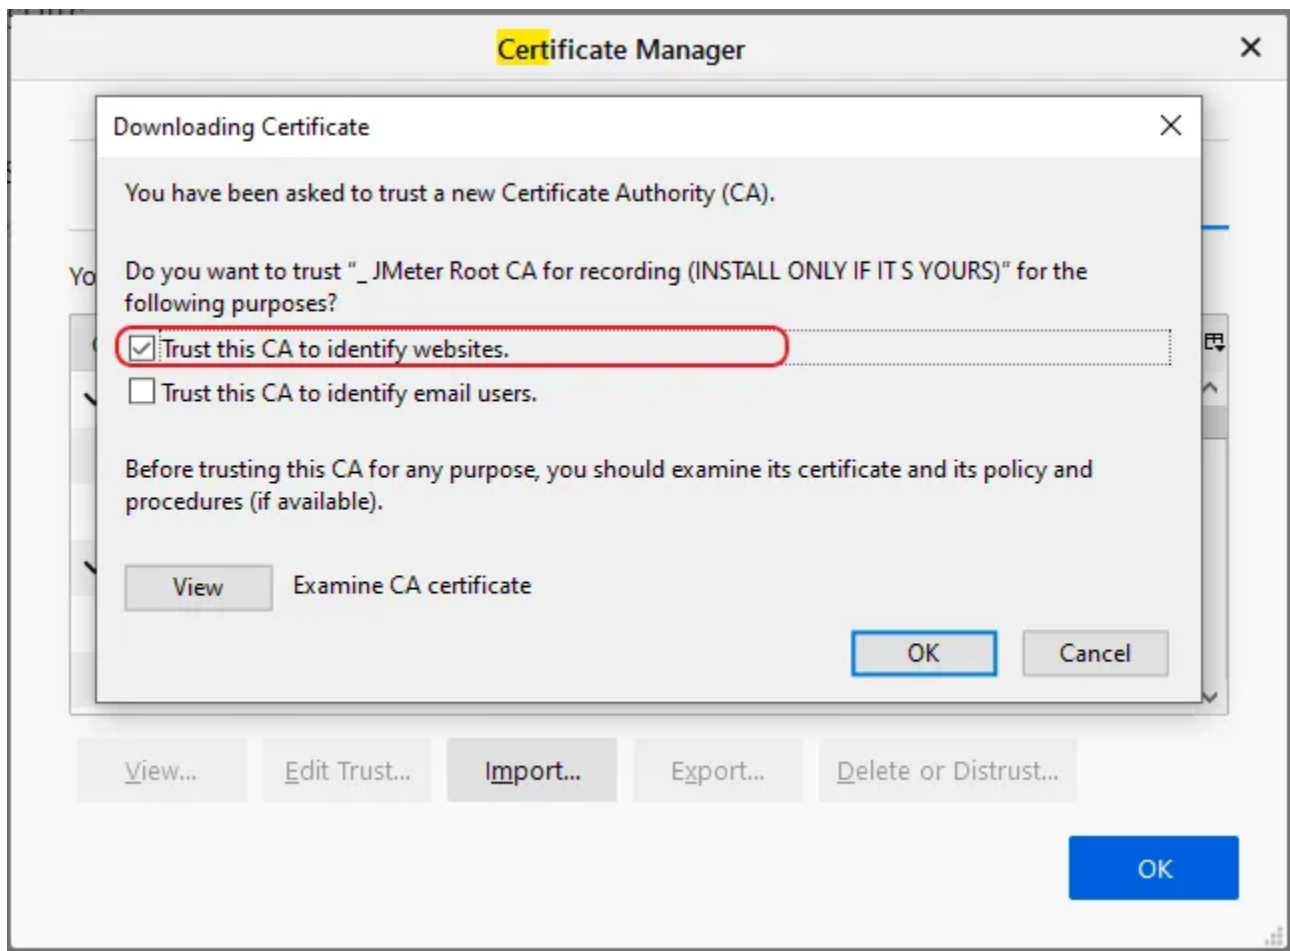 Certificate Manager
Downloading Certificate
You have been asked to trust a new Certificate Authority (CA).
Do you want to trust “_ JMeter Root CA for recording (INSTALL ONLY IF IT S YOURS)” for the
following purposes?
Trust this CA to identify websites.
Trust this CA to identify email users.
Before trusting this CA for any purpose, you should examine its certificate and its policy and
procedures (if available).
View Examine CA certificate
OK Cancel
View... Edit Trust... Import... Export... Delete or Distrust...
OK